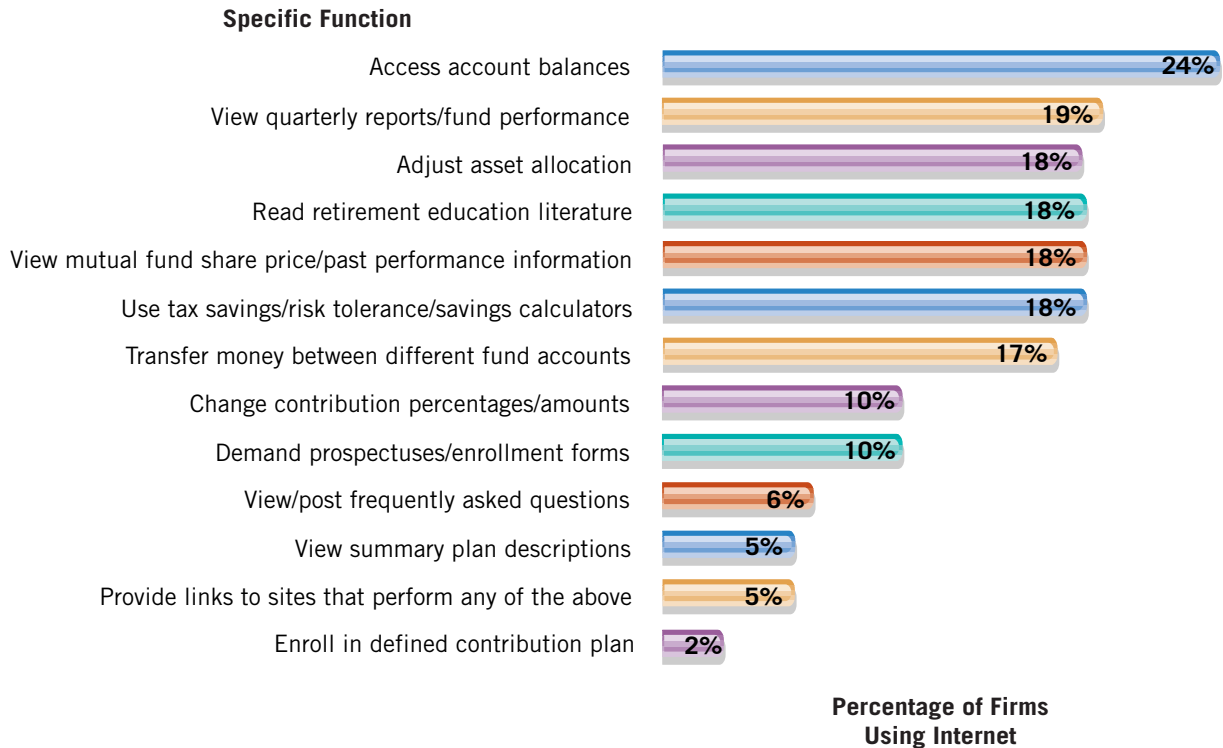 Specific Function
Access account balances 24%
View quarterly reports/fund performance 19%
Adjust asset allocation 18%
Read retirement education literature 18%
View mutual fund share price/past performance information 18%
Use tax savings/risk tolerance/savings calculators 18%
Transfer money between different fund accounts 17%
Change contribution percentages/amounts 10%
Demand prospectuses/enrollment forms 10%
View/post frequently asked questions 6%
View summary plan descriptions 5%
Provide links to sites that perform any of the above 5%
Enroll in defined contribution plan 2%
Percentage of Firms
Using Internet